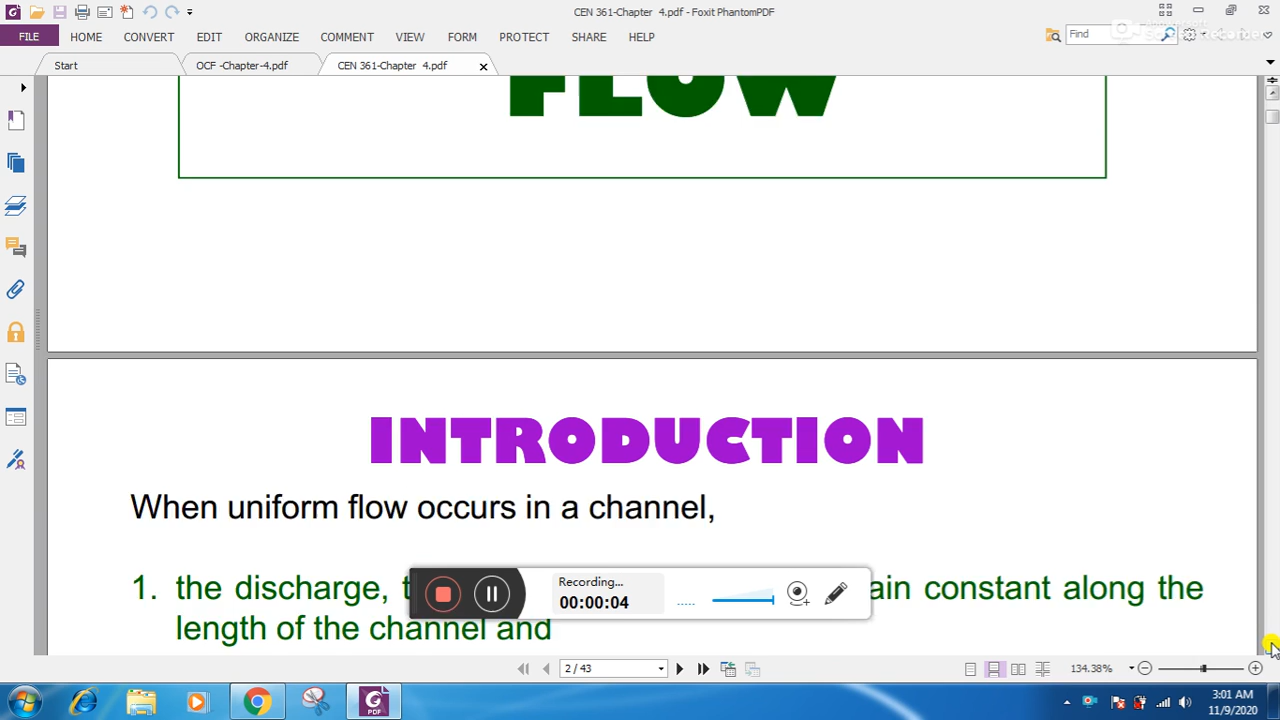 CEN 361-Chapter 4.pdf - Foxit PhantomPDF
FILE HOME CONVERT EDIT ORGANIZE COMMENT VIEW FORM PROTECT SHARE HELP
Find
Start OCF -Chapter-4.pdf CEN 361-Chapter 4.pdf
FLOW
INTRODUCTION
When uniform flow occurs in a channel,
1. the discharge, ain constant along the
length of the channel and
Recording...
00:00:04
2 / 43
134.38%
PDF
3:01 AM
11/9/2020